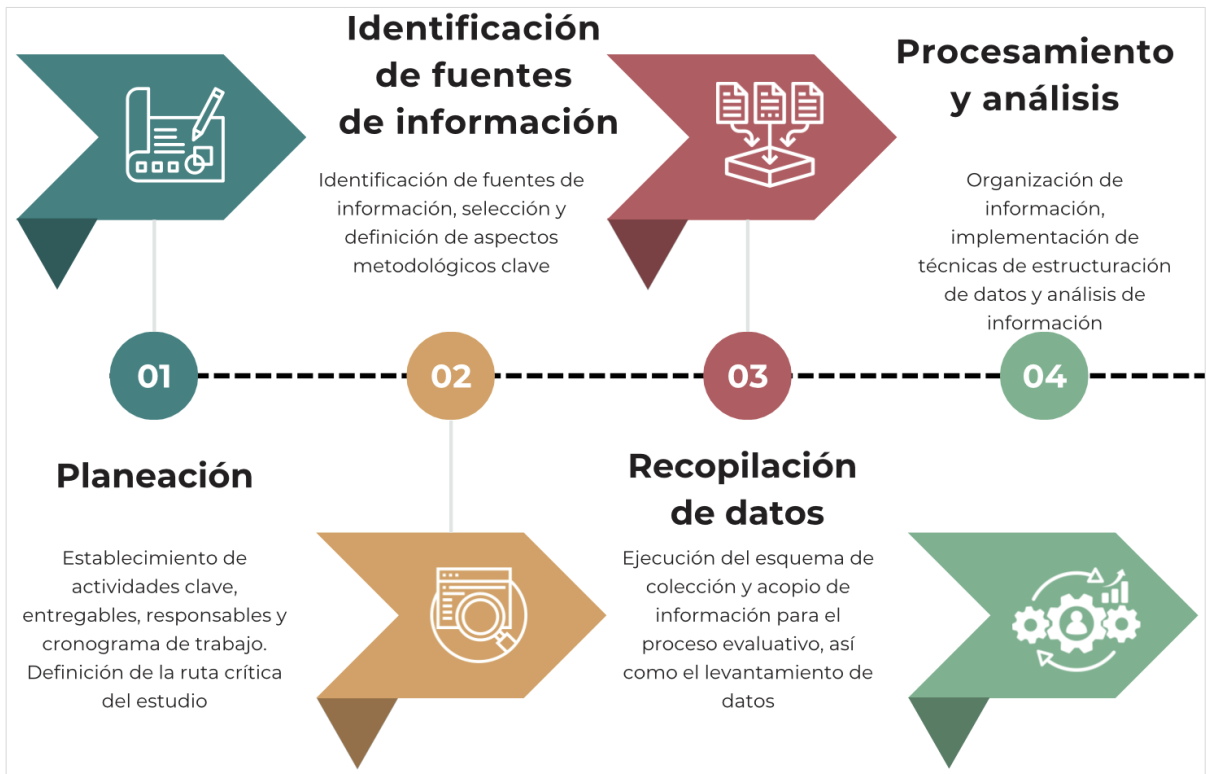 01
Planeación
Establecimiento de
actividades clave,
entregables, responsables y
cronograma de trabajo.
Definición de la ruta crítica
del estudio
Identificación
de fuentes
de información
Identificación de fuentes de
información, selección y
definición de aspectos
metodológicos clave
02
03
Recopilación
de datos
Ejecución del esquema de
colección y acopio de
información para el
proceso evaluativo, así
como el levantamiento de
datos
Procesamiento
y análisis
Organización de
información,
implementación de
técnicas de estructuración
de datos y análisis de
información
04